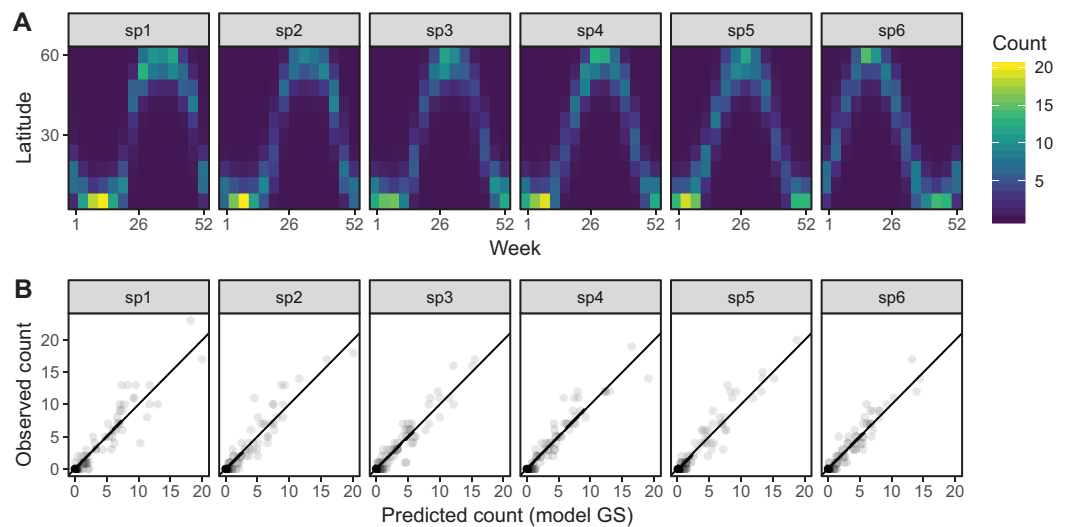 A
sp1 sp2 sp3 sp4 sp5 sp6
Latitude
60
30
1 26 52 1 26 52 1 26 52 1 26 52 1 26 52 1 26 52
Week
Count
20
15
10
5
B
sp1 sp2 sp3 sp4 sp5 sp6
Observed count
20
15
10
5
0
0 5 10 15 20 0 5 10 15 20 0 5 10 15 20 0 5 10 15 20 0 5 10 15 20 0 5 10 15 20
Predicted count (model GS)